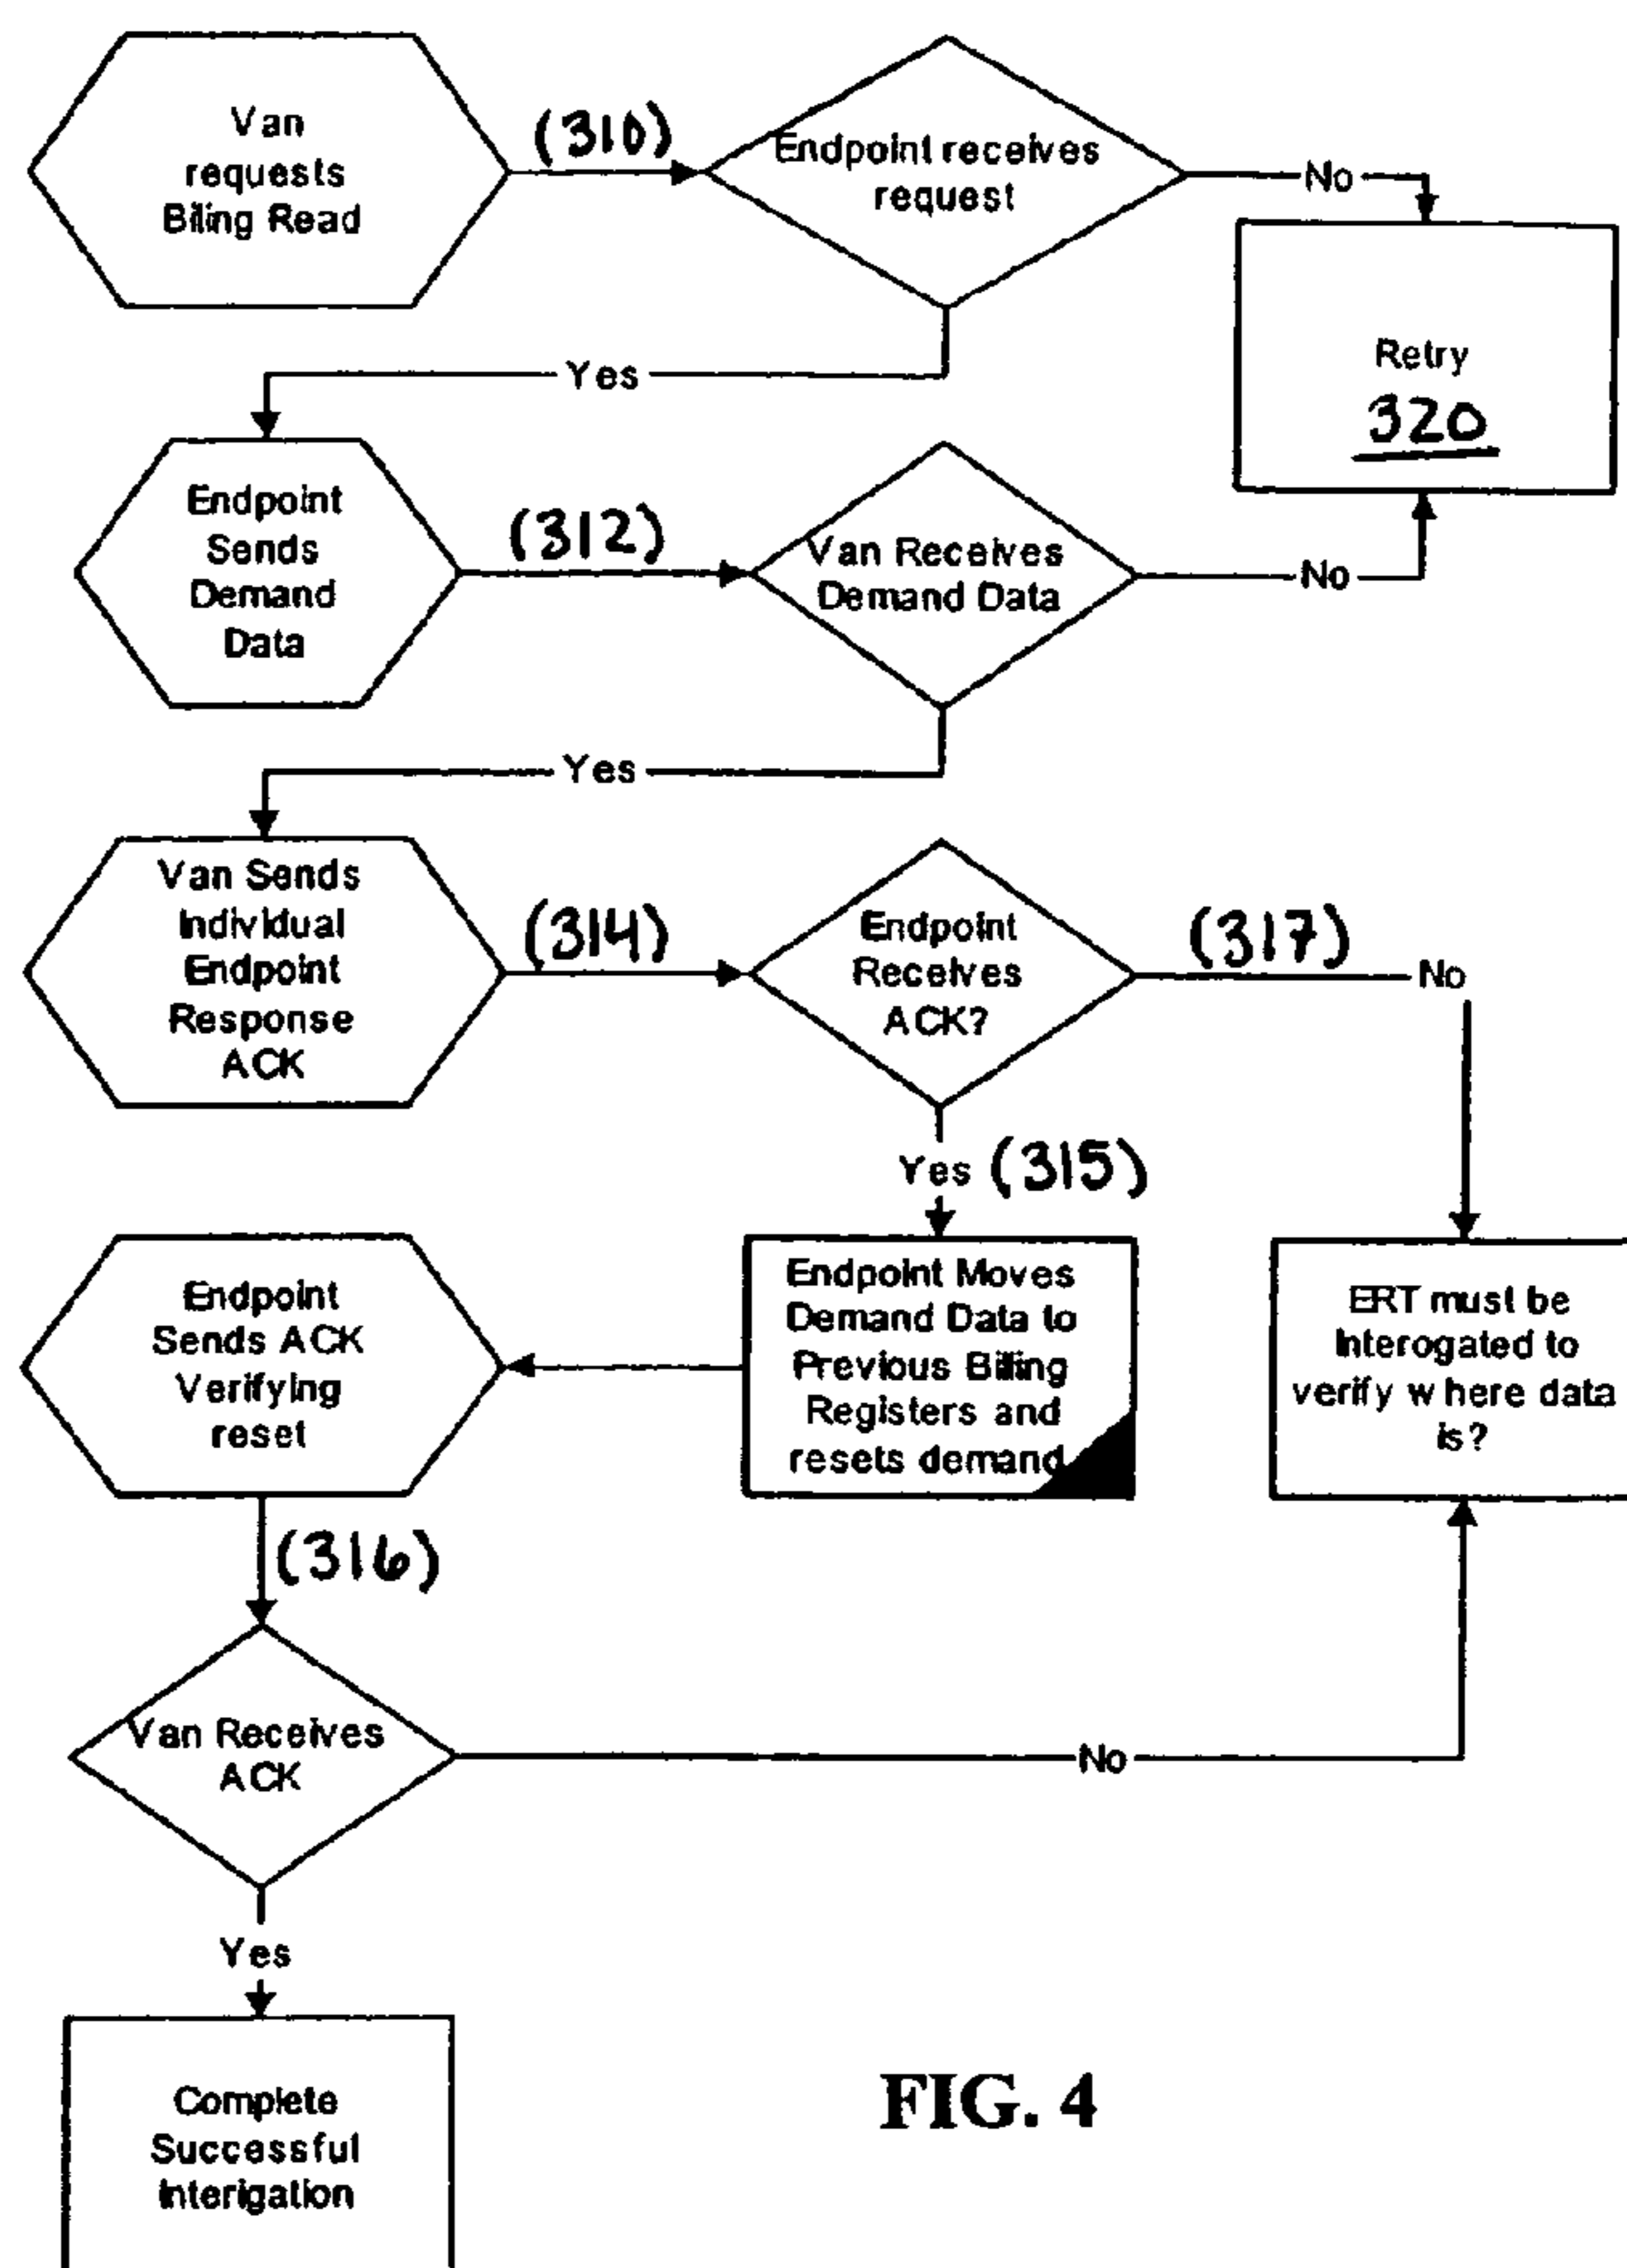 Van
requests
Biling Read
(310)
Endpoint receives
request
No
Retry
320
Yes
Endpoint
Sends
Demand
Data
(312)
Van Receives
Demand Data
No
Yes
Van Sends
Individual
Endpoint
Response
ACK
(314)
Endpoint
Receives
ACK?
(317)
No
Yes (315)
Endpoint
Sends ACK
Verifying
reset
Endpoint Moves
Demand Data to
Previous Billing
Registers and
resets demand
ERT must be
Interogated to
verify where data
is?
(316)
Van Receives
ACK
No
Yes
Complete
Successful
Interigation
FIG. 4